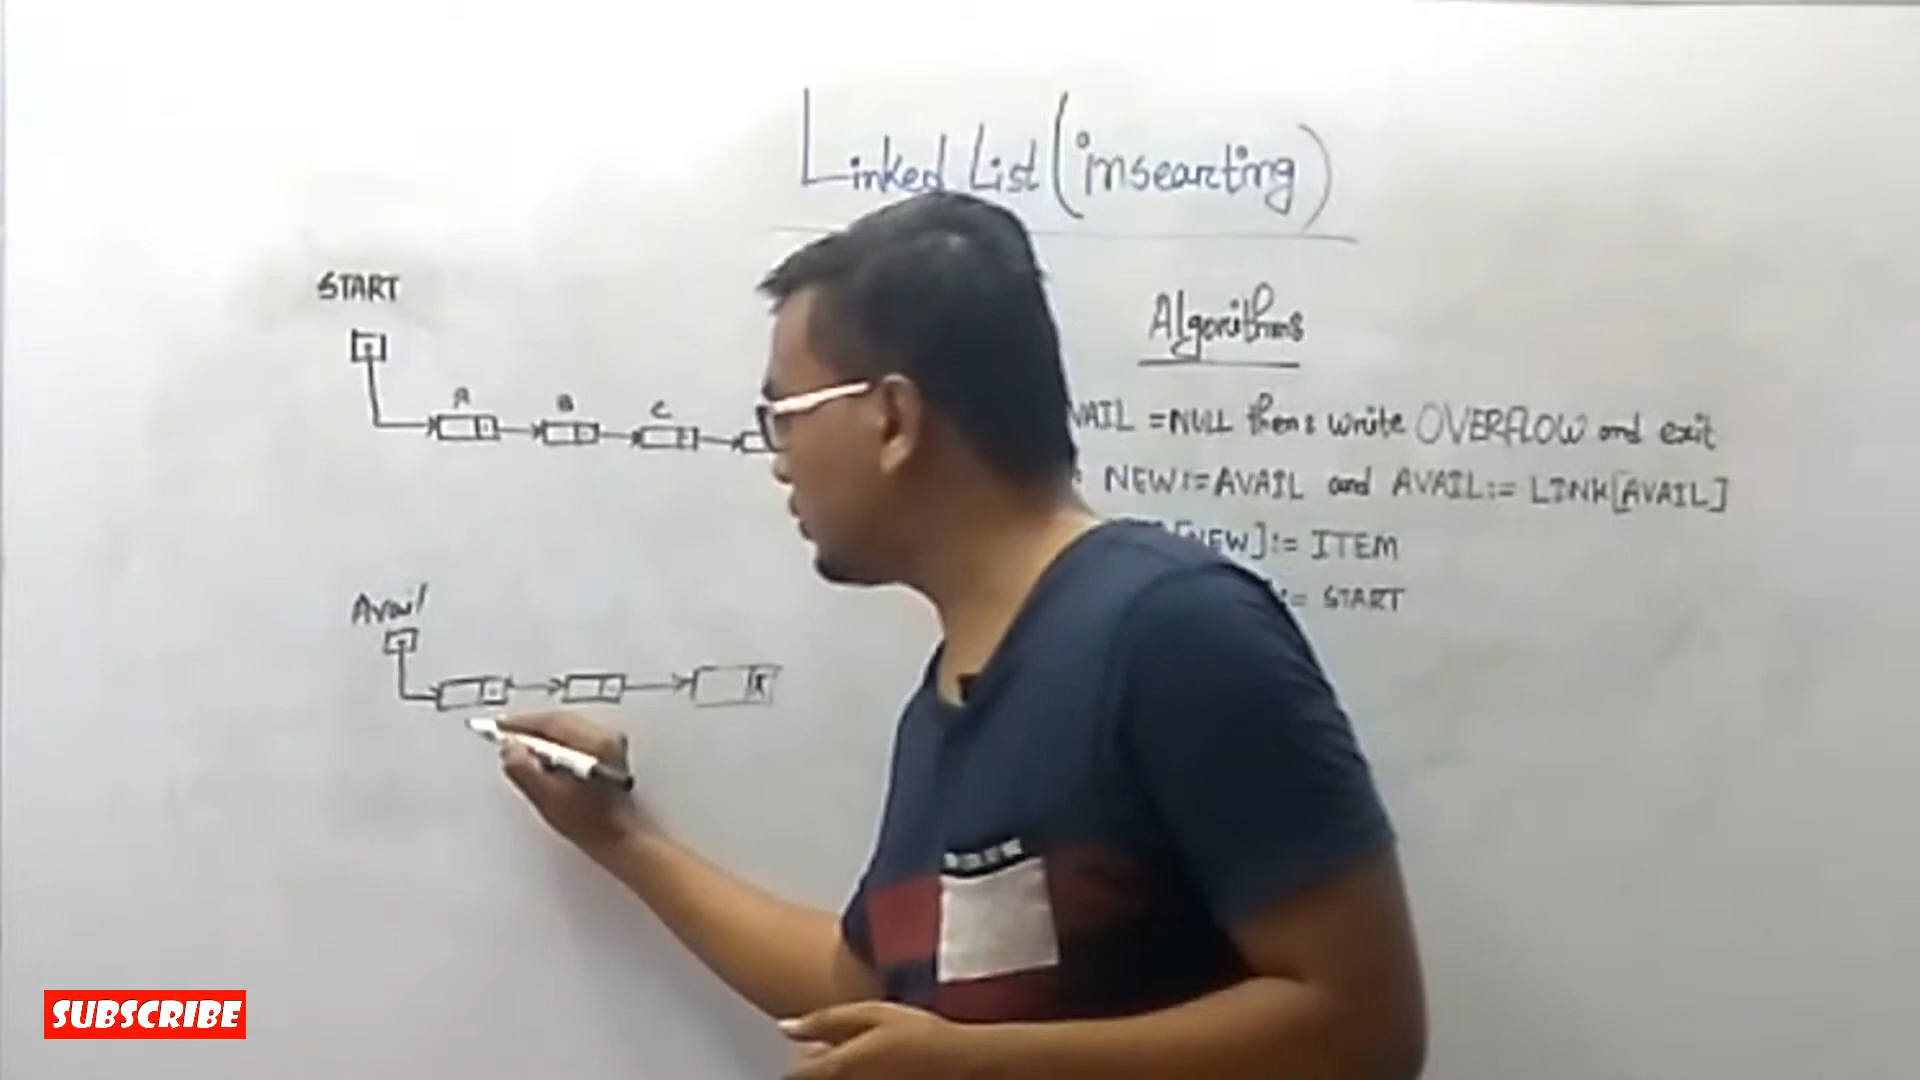 Linked List (insearting)
START
A B C
Algorithms
VAIL = NULL then: write OVERFLOW and exit
NEW:=AVAIL and AVAIL:= LINK[AVAIL]
[NEW]:= ITEM
:= START
Avail
SUBSCRIBE